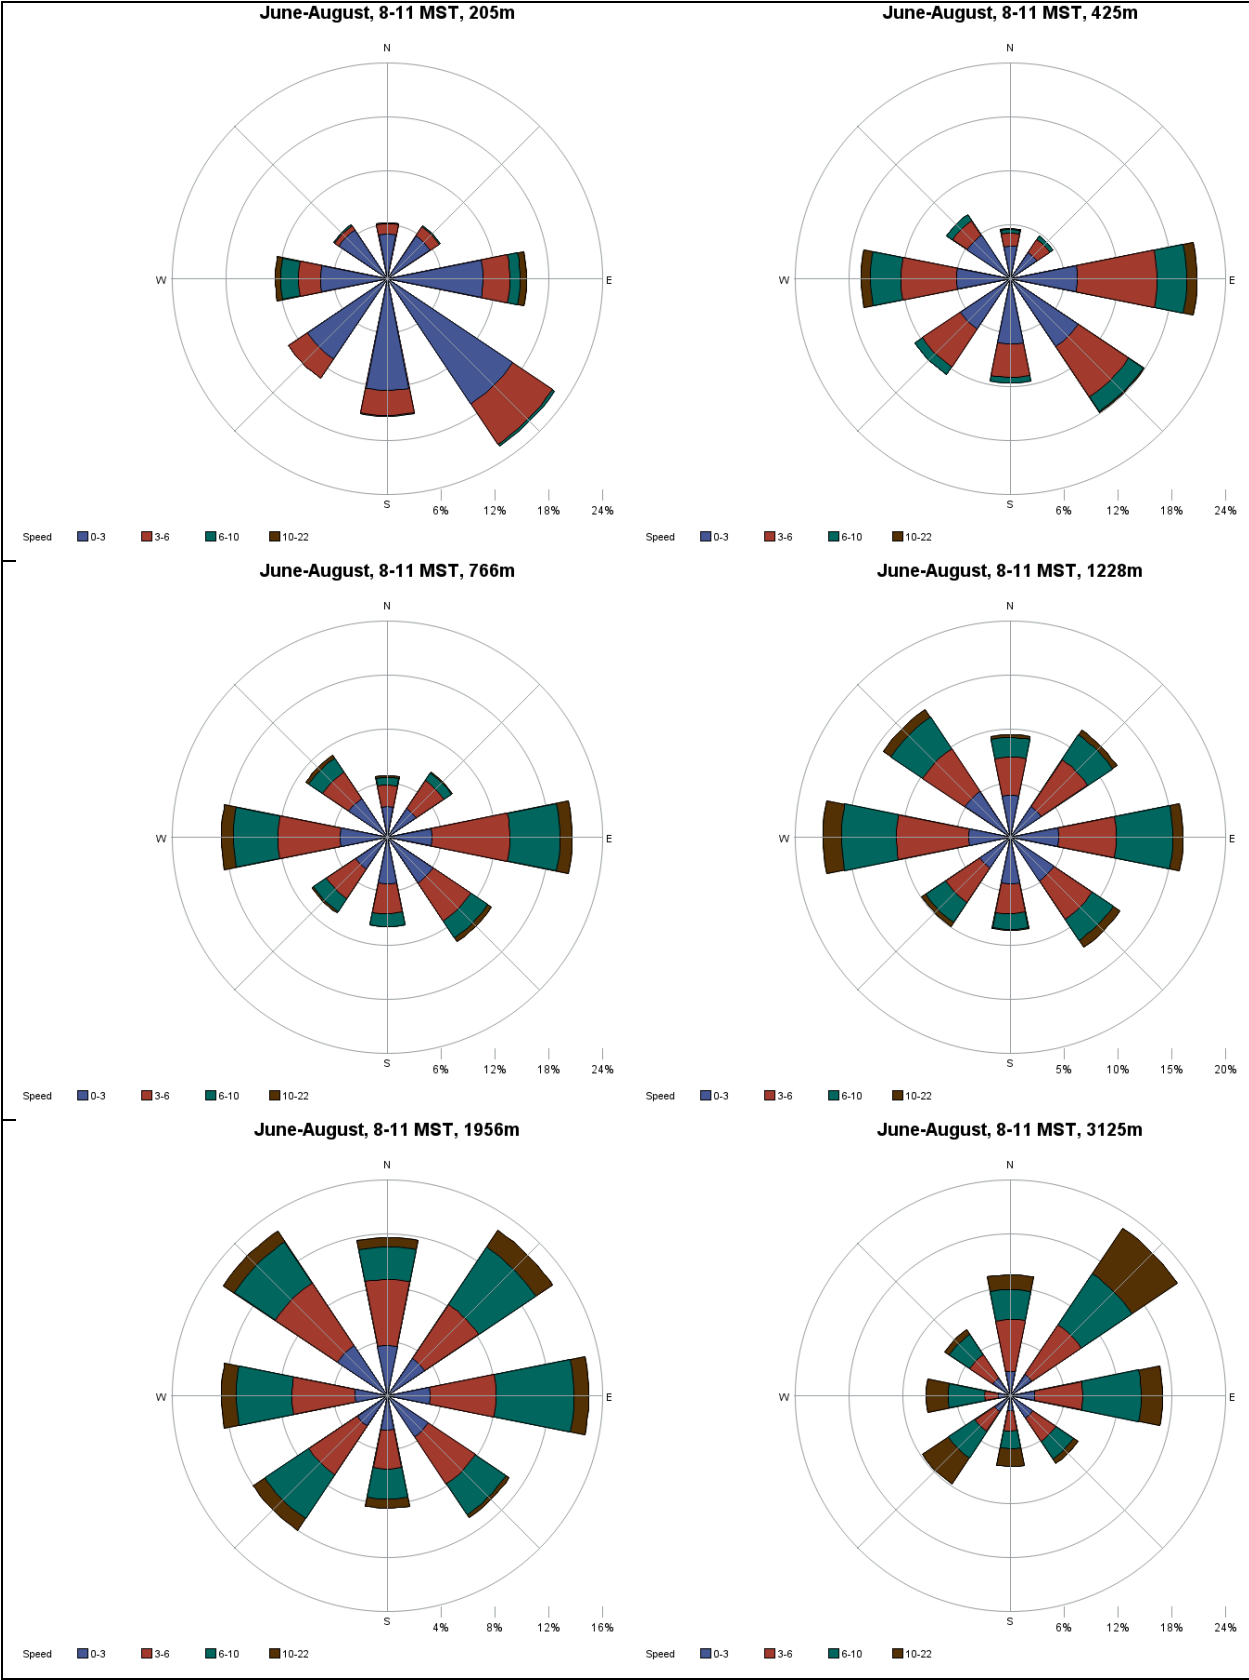 June-August, 8-11 MST, 205m
N
W
E
S
6% 12% 18% 24%
Speed 0-3 3-6 6-10 10-22
June-August, 8-11 MST, 425m
N
W
E
S
6% 12% 18% 24%
Speed 0-3 3-6 6-10 10-22
June-August, 8-11 MST, 766m
N
W
E
S
6% 12% 18% 24%
Speed 0-3 3-6 6-10 10-22
June-August, 8-11 MST, 1228m
N
W
E
S
5% 10% 15% 20%
Speed 0-3 3-6 6-10 10-22
June-August, 8-11 MST, 1956m
N
W
E
S
4% 8% 12% 16%
Speed 0-3 3-6 6-10 10-22
June-August, 8-11 MST, 3125m
N
W
E
S
6% 12% 18% 24%
Speed 0-3 3-6 6-10 10-22